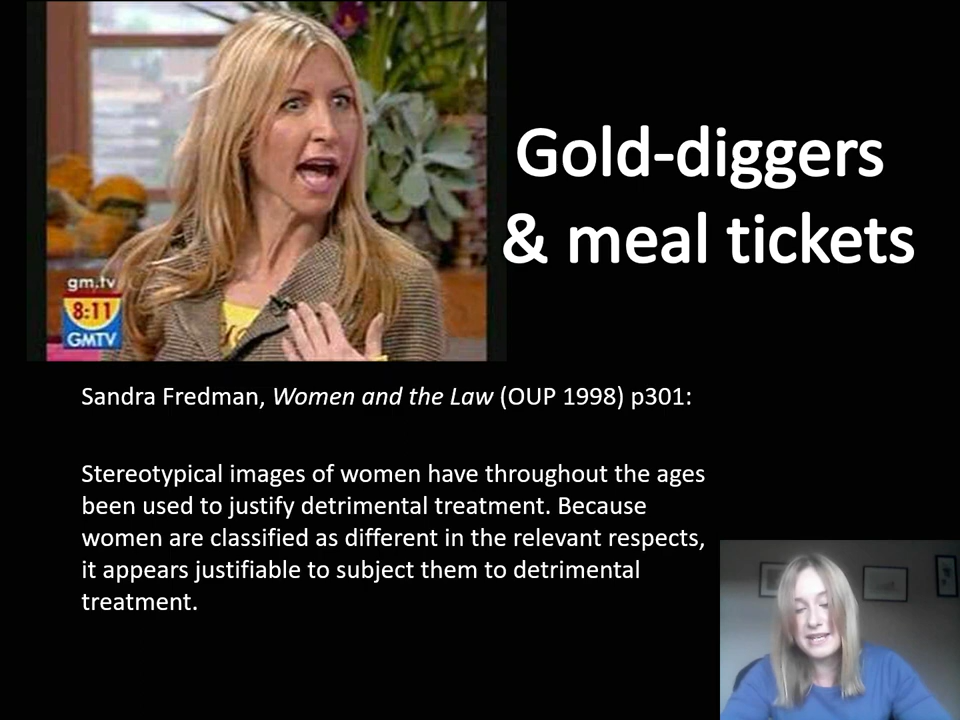 Gold-diggers
& meal tickets
gm.tv
8:11
GMTV
Sandra Fredman, Women and the Law (OUP 1998) p301:
Stereotypical images of women have throughout the ages
been used to justify detrimental treatment. Because
women are classified as different in the relevant respects,
it appears justifiable to subject them to detrimental
treatment.